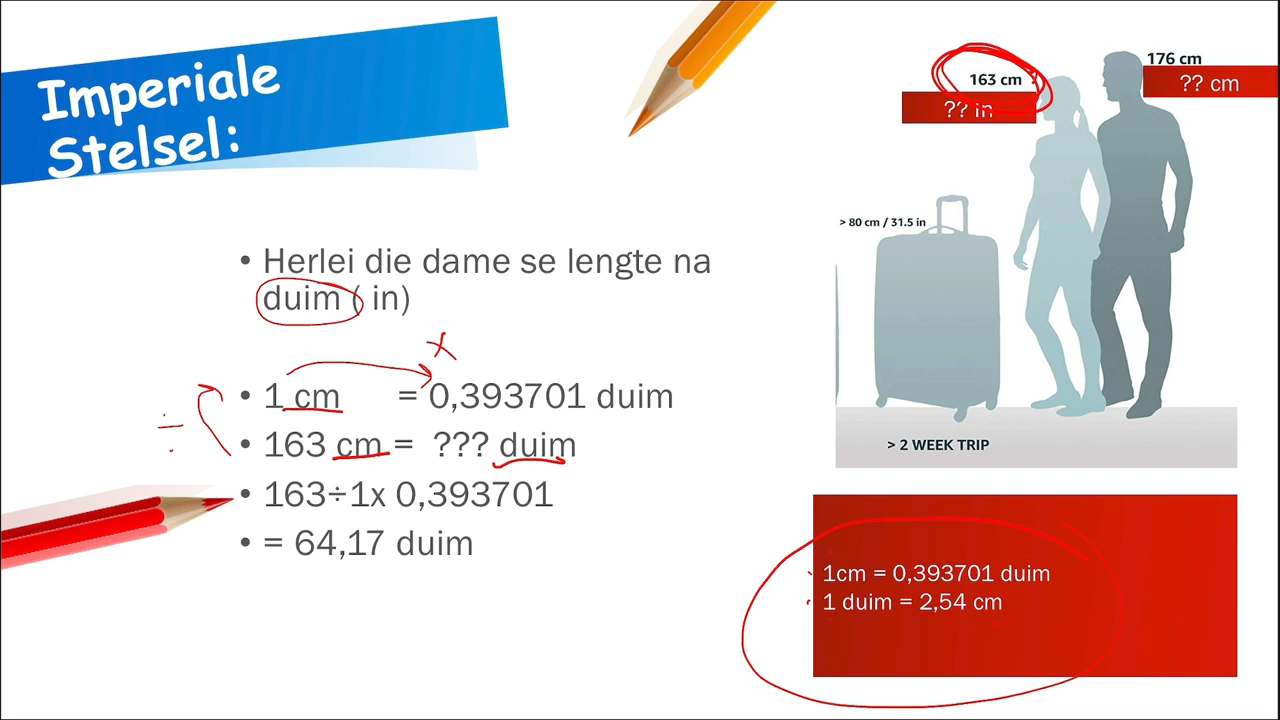 Imperiale
Stelsel:
163 cm
?? in
176 cm
?? cm
> 80 cm / 31.5 in
> 2 WEEK TRIP
• Herlei die dame se lengte na
duim ( in)
x
• 1 cm = 0,393701 duim
÷
• 163 cm = ??? duim
• 163÷1x 0,393701
• = 64,17 duim
1cm = 0,393701 duim
1 duim = 2,54 cm